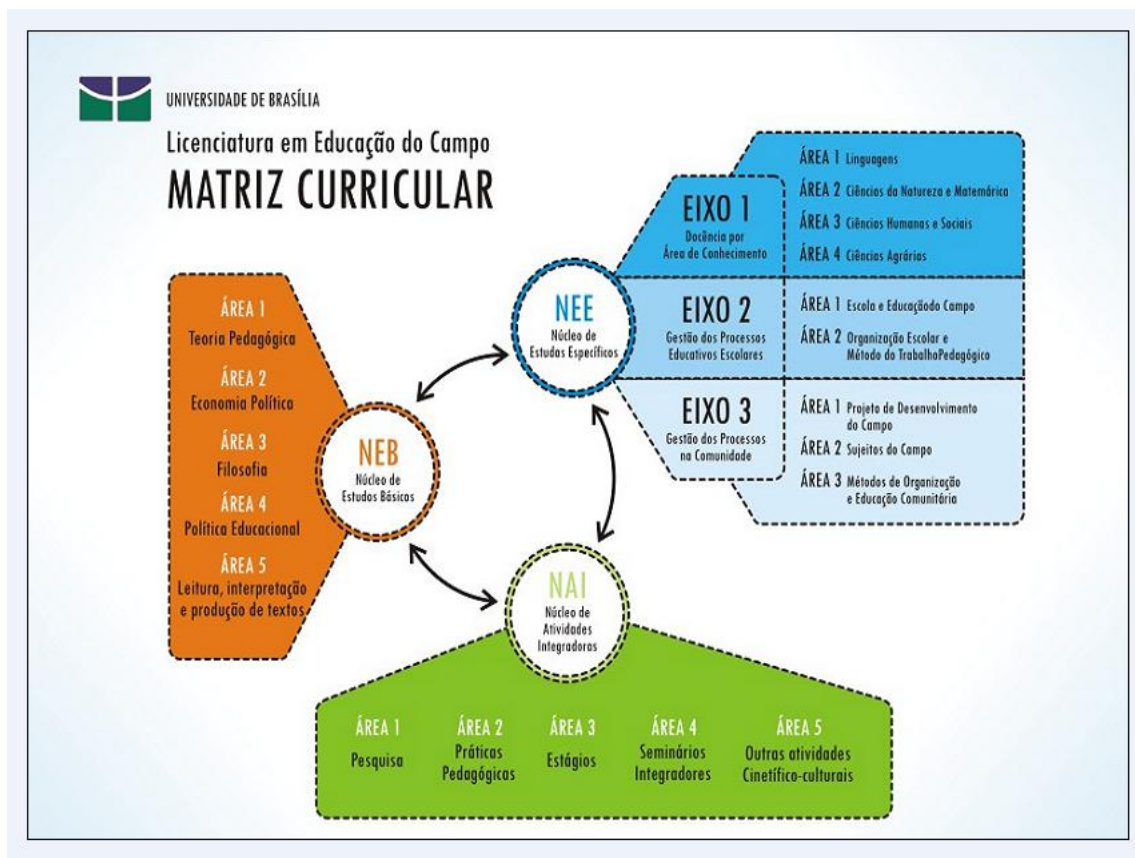 UNIVERSIDADE DE BRASÍLIA
Licenciatura em Educação do Campo
MATRIZ CURRICULAR
ÁREA 1
Teoria Pedagógica
ÁREA 2
Economia Política
ÁREA 3
Filosofia
ÁREA 4
Política Educacional
ÁREA 5
Leitura, interpretação
e produção de textos
NEB
Núcleo de
Estudos Básicos
NEE
Núcleo de
Estudos Específicos
EIXO 1
Docência por
Área de Conhecimento
ÁREA 1 Linguagens
ÁREA 2 Ciências da Natureza e Matemárica
ÁREA 3 Ciências Humanas e Sociais
ÁREA 4 Ciências Agrárias
EIXO 2
Gestão dos Processos
Educativos Escolares
ÁREA 1 Escola e Educaçãodo Campo
ÁREA 2 Organização Escolar e
Método do TrabalhoPedagógico
EIXO 3
Gestão dos Processos
na Comunidade
ÁREA 1 Projeto de Desenvolvimento
do Campo
ÁREA 2 Sujeitos do Campo
ÁREA 3 Métodos de Organização
e Educação Comunitária
NAI
Núcleo de
Atividades
Integradoras
ÁREA 1
Pesquisa
ÁREA 2
Práticas
Pedagógicas
ÁREA 3
Estágios
ÁREA 4
Seminários
Integradores
ÁREA 5
Outras atividades
Cinetífico-culturais